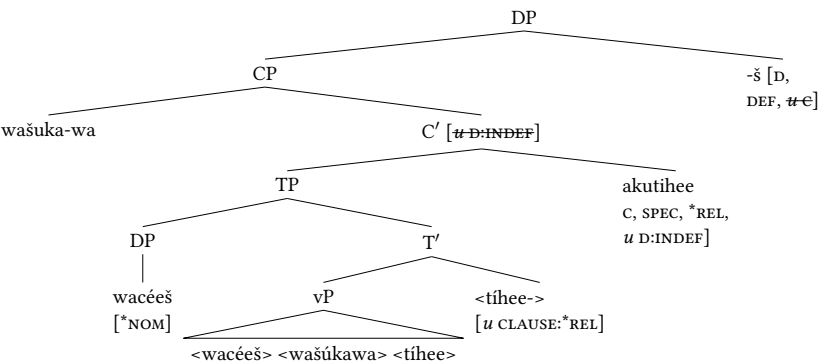 DP
CP
-š [D,
DEF, u C]
wašuka-wa
C′ [u D:INDEF]
TP
akutihee
C, SPEC, *REL,
u D:INDEF]
DP
T′
wacéeš
[*NOM]
vP
<tíhee->
[u CLAUSE:*REL]
<wacéeš> <wašúkawa> <tíhee>